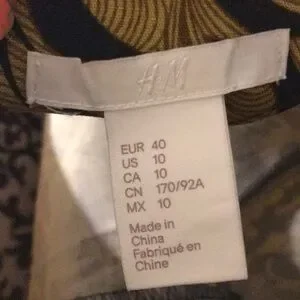 H&M
EUR 40
US 10
CA 10
CN 170/92A
MX 10
Made in
China
Fabriqué en
Chine